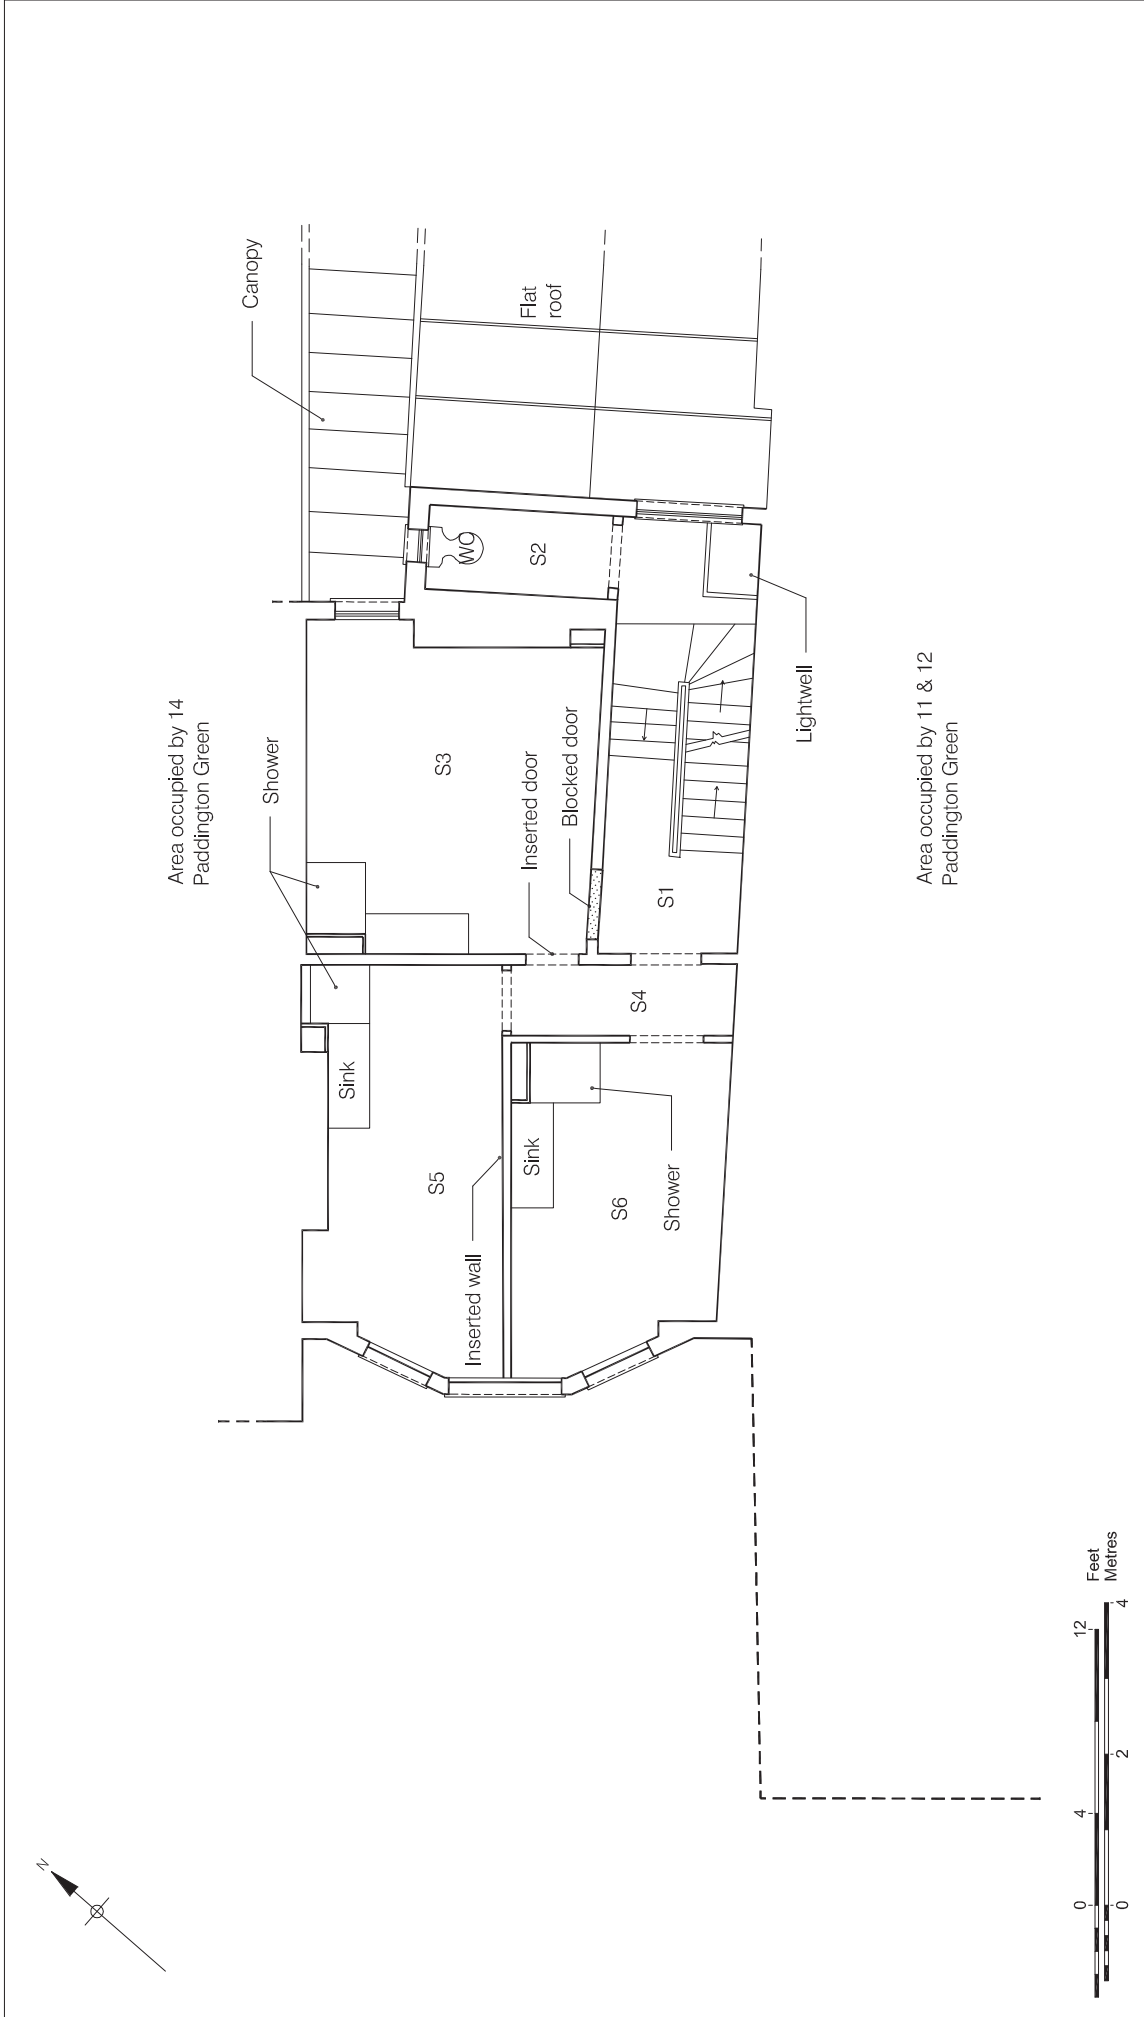 Area occupied by 14
Paddington Green
Canopy
Shower
Flat
roof
WO
S2
S3
Inserted door
Blocked door
S1
Lightwell
S4
Sink
S5
Inserted wall
Sink
S6
Shower
Area occupied by 11 & 12
Paddington Green
N
0 4 12 Feet
0 2 4 Metres